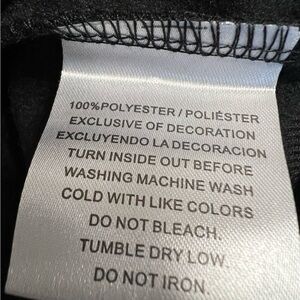 100%POLYESTER / POLIÉSTER
EXCLUSIVE OF DECORATION
EXCLUYENDO LA DECORACION
TURN INSIDE OUT BEFORE
WASHING MACHINE WASH
COLD WITH LIKE COLORS
DO NOT BLEACH.
TUMBLE DRY LOW.
DO NOT IRON.